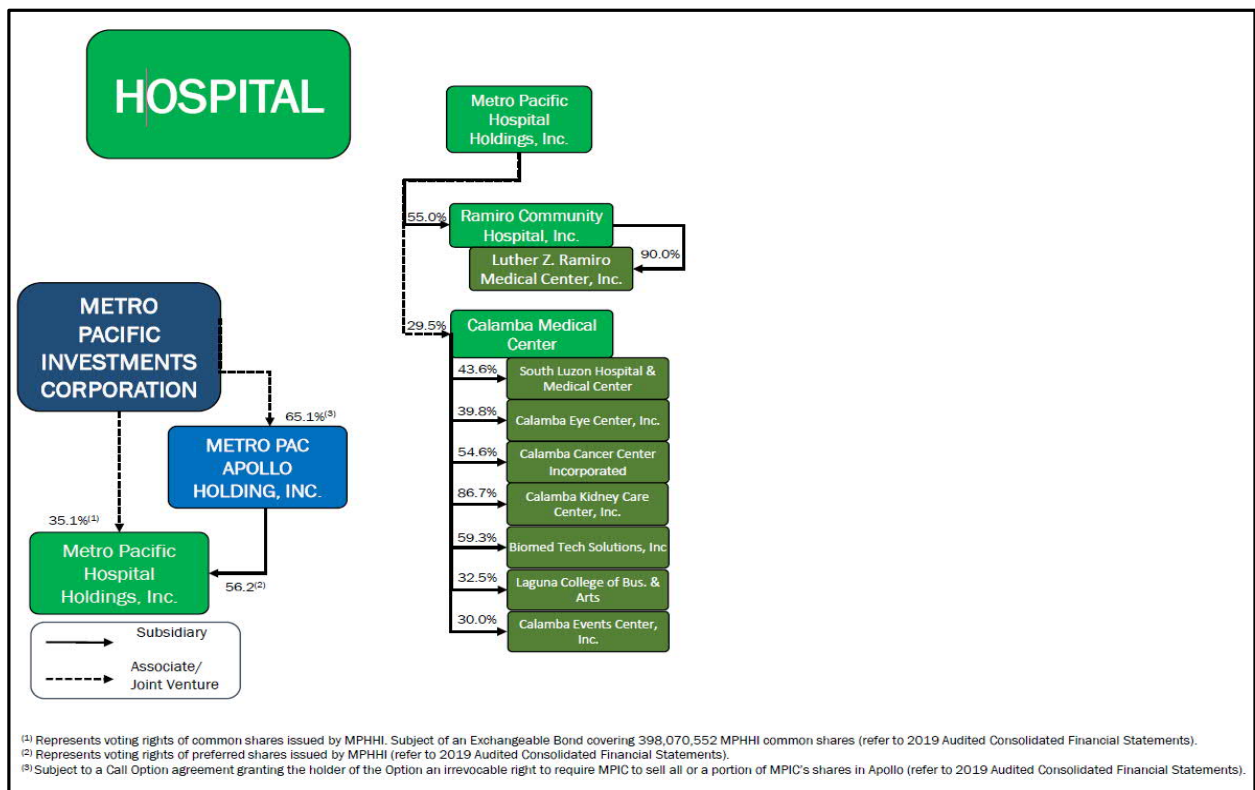 HOSPITAL
Metro Pacific
Hospital
Holdings, Inc.
55.0%
Ramiro Community
Hospital, Inc.
90.0%
Luther Z. Ramiro
Medical Center, Inc.
29.5%
Calamba Medical
Center
43.6%
South Luzon Hospital &
Medical Center
39.8%
Calamba Eye Center, Inc.
54.6%
Calamba Cancer Center
Incorporated
86.7%
Calamba Kidney Care
Center, Inc.
59.3%
Biomed Tech Solutions, Inc
32.5%
Laguna College of Bus. &
Arts
30.0%
Calamba Events Center,
Inc.
METRO
PACIFIC
INVESTMENTS
CORPORATION
65.1%(3)
METRO PAC
APOLLO
HOLDING, INC.
35.1%(1)
Metro Pacific
Hospital
Holdings, Inc.
56.2(2)
Subsidiary
Associate/
Joint Venture
(1) Represents voting rights of common shares issued by MPHHI. Subject of an Exchangeable Bond covering 398,070,552 MPHHI common shares (refer to 2019 Audited Consolidated Financial Statements).
(2) Represents voting rights of preferred shares issued by MPHHI (refer to 2019 Audited Consolidated Financial Statements).
(3) Subject to a Call Option agreement granting the holder of the Option an irrevocable right to require MPIC to sell all or a portion of MPIC's shares in Apollo (refer to 2019 Audited Consolidated Financial Statements).